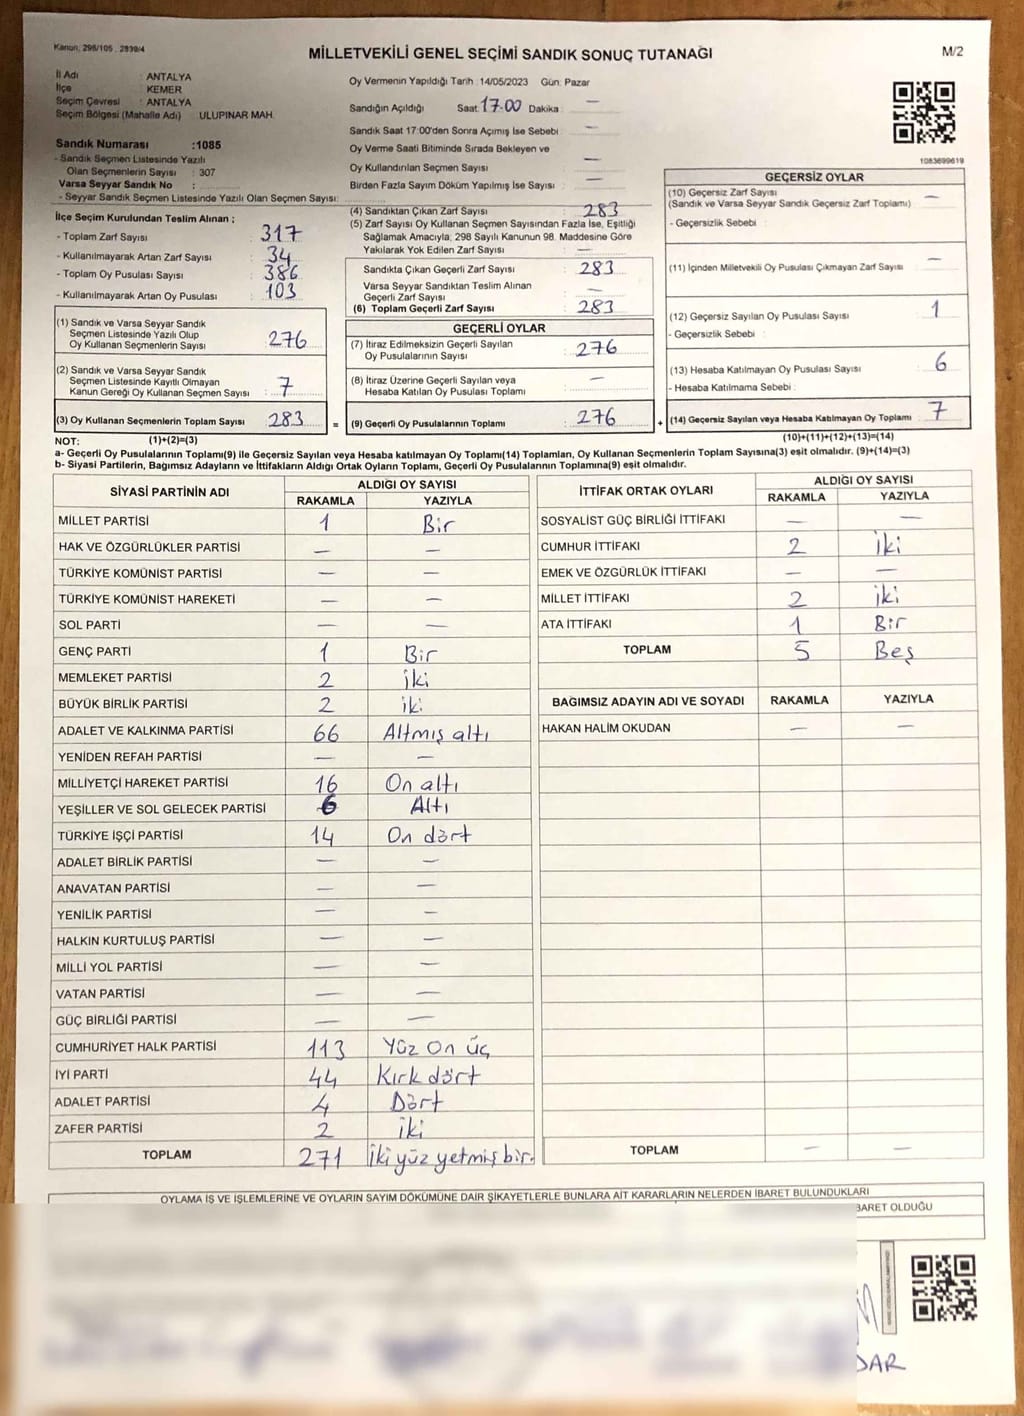 Kanun, 298/105, 2839/4
MİLLETVEKİLİ GENEL SEÇİMİ SANDIK SONUÇ TUTANAĞI
M/2
İl Adı : ANTALYA
İlçe : KEMER
Seçim Çevresi : ANTALYA
Seçim Bölgesi (Mahalle Adı) : ULUPINAR MAH.
Sandık Numarası :1085
- Sandık Seçmen Listesinde Yazılı
Olan Seçmenlerin Sayısı : 307
Varsa Seyyar Sandık No :
- Seyyar Sandık Seçmen Listesinde Yazılı Olan Seçmen Sayısı:
İlçe Seçim Kurulundan Teslim Alınan ;
- Toplam Zarf Sayısı : 317
- Kullanılmayarak Artan Zarf Sayısı : 34
- Toplam Oy Pusulası Sayısı : 386
- Kullanılmayarak Artan Oy Pusulası : 103
(1) Sandık ve Varsa Seyyar Sandık
Seçmen Listesinde Yazılı Olup
Oy Kullanan Seçmenlerin Sayısı : 276
(2) Sandık ve Varsa Seyyar Sandık
Seçmen Listesinde Kayıtlı Olmayan
Kanun Gereği Oy Kullanan Seçmen Sayısı : 7
(3) Oy Kullanan Seçmenlerin Toplam Sayısı : 283
Oy Vermenin Yapıldığı Tarih :14/05/2023 Gün: Pazar
Sandığın Açıldığı Saat: 17.00 Dakika : —
Sandık Saat 17:00'den Sonra Açımış İse Sebebi : —
Oy Verme Saati Bitiminde Sırada Bekleyen ve
Oy Kullandırılan Seçmen Sayısı : —
Birden Fazla Sayım Döküm Yapılmış İse Sayısı : —
(4) Sandıktan Çıkan Zarf Sayısı : 283
(5) Zarf Sayısı Oy Kullanan Seçmen Sayısından Fazla İse, Eşitliği
Sağlamak Amacıyla, 298 Sayılı Kanunun 98. Maddesine Göre
Yakılarak Yok Edilen Zarf Sayısı : —
Sandıkta Çıkan Geçerli Zarf Sayısı : 283
Varsa Seyyar Sandıktan Teslim Alınan
Geçerli Zarf Sayısı : —
(6) Toplam Geçerli Zarf Sayısı : 283
GEÇERLİ OYLAR
(7) İtiraz Edilmeksizin Geçerli Sayılan
Oy Pusulalarının Sayısı : 276
(8) İtiraz Üzerine Geçerli Sayılan veya
Hesaba Katılan Oy Pusulası Toplamı : —
= (9) Geçerli Oy Pusulalarının Toplamı : 276 +
1083699619
GEÇERSİZ OYLAR
(10) Geçersiz Zarf Sayısı
(Sandık ve Varsa Seyyar Sandık Geçersiz Zarf Toplamı) : —
- Geçersizlik Sebebi :
(11) İçinden Milletvekili Oy Pusulası Çıkmayan Zarf Sayısı : —
(12) Geçersiz Sayılan Oy Pusulası Sayısı : 1
- Geçersizlik Sebebi :
(13) Hesaba Katılmayan Oy Pusulası Sayısı : 6
- Hesaba Katılmama Sebebi :
(14) Geçersiz Sayılan veya Hesaba Katılmayan Oy Toplamı : 7
NOT: (1)+(2)=(3) (10)+(11)+(12)+(13)=(14)
a- Geçerli Oy Pusulasının Toplamı(9) ile Geçersiz Sayılan veya Hesaba katılmayan Oy Toplamı(14) Toplamları, Oy Kullanan Seçmenlerin Toplam Sayısına(3) eşit olmalıdır. (9)+(14)=(3)
b- Siyasi Partilerin, Bağımsız Adayların ve İttifakların Aldığı Ortak Oyların Toplamı, Geçerli Oy Pusulasının Toplamına(9) eşit olmalıdır.
SİYASİ PARTİNİN ADI ALDIĞI OY SAYISI
RAKAMLA YAZIYLA
MİLLET PARTİSİ 1 Bir
HAK VE ÖZGÜRLÜKLER PARTİSİ — —
TÜRKİYE KOMÜNİST PARTİSİ — —
TÜRKİYE KOMÜNİST HAREKETİ — —
SOL PARTİ — —
GENÇ PARTİ 1 Bir
MEMLEKET PARTİSİ 2 İki
BÜYÜK BİRLİK PARTİSİ 2 iki
ADALET VE KALKINMA PARTİSİ 66 Altmış altı
YENİDEN REFAH PARTİSİ — —
MİLLİYETÇİ HAREKET PARTİSİ 16 On altı
YEŞİLLER VE SOL GELECEK PARTİSİ 6 Altı
TÜRKİYE İŞÇİ PARTİSİ 14 On dört
ADALET BİRLİK PARTİSİ — —
ANAVATAN PARTİSİ — —
YENİLİK PARTİSİ — —
HALKIN KURTULUŞ PARTİSİ — —
MİLLİ YOL PARTİSİ — —
VATAN PARTİSİ — —
GÜÇ BİRLİĞİ PARTİSİ — —
CUMHURİYET HALK PARTİSİ 113 Yüz On üç
İYİ PARTİ 44 Kırk dört
ADALET PARTİSİ 4 Dört
ZAFER PARTİSİ 2 iki
TOPLAM 271 İki yüz yetmiş bir.
İTTİFAK ORTAK OYLARI ALDIĞI OY SAYISI
RAKAMLA YAZIYLA
SOSYALİST GÜÇ BİRLİĞİ İTTİFAKI — —
CUMHUR İTTİFAKI 2 İki
EMEK VE ÖZGÜRLÜK İTTİFAKI — —
MİLLET İTTİFAKI 2 iki
ATA İTTİFAKI 1 Bir
TOPLAM 5 Beş
BAĞIMSIZ ADAYIN ADI VE SOYADI RAKAMLA YAZIYLA
HAKAN HALİM OKUDAN — —
TOPLAM — —
OYLAMA İŞ VE İŞLEMLERİNE VE OYLARIN SAYIM DÖKÜMÜNE DAİR ŞİKAYETLERLE BUNLARA AİT KARARLARIN NELERDEN İBARET BULUNDUKLARI
BARET OLDUĞU
DAR